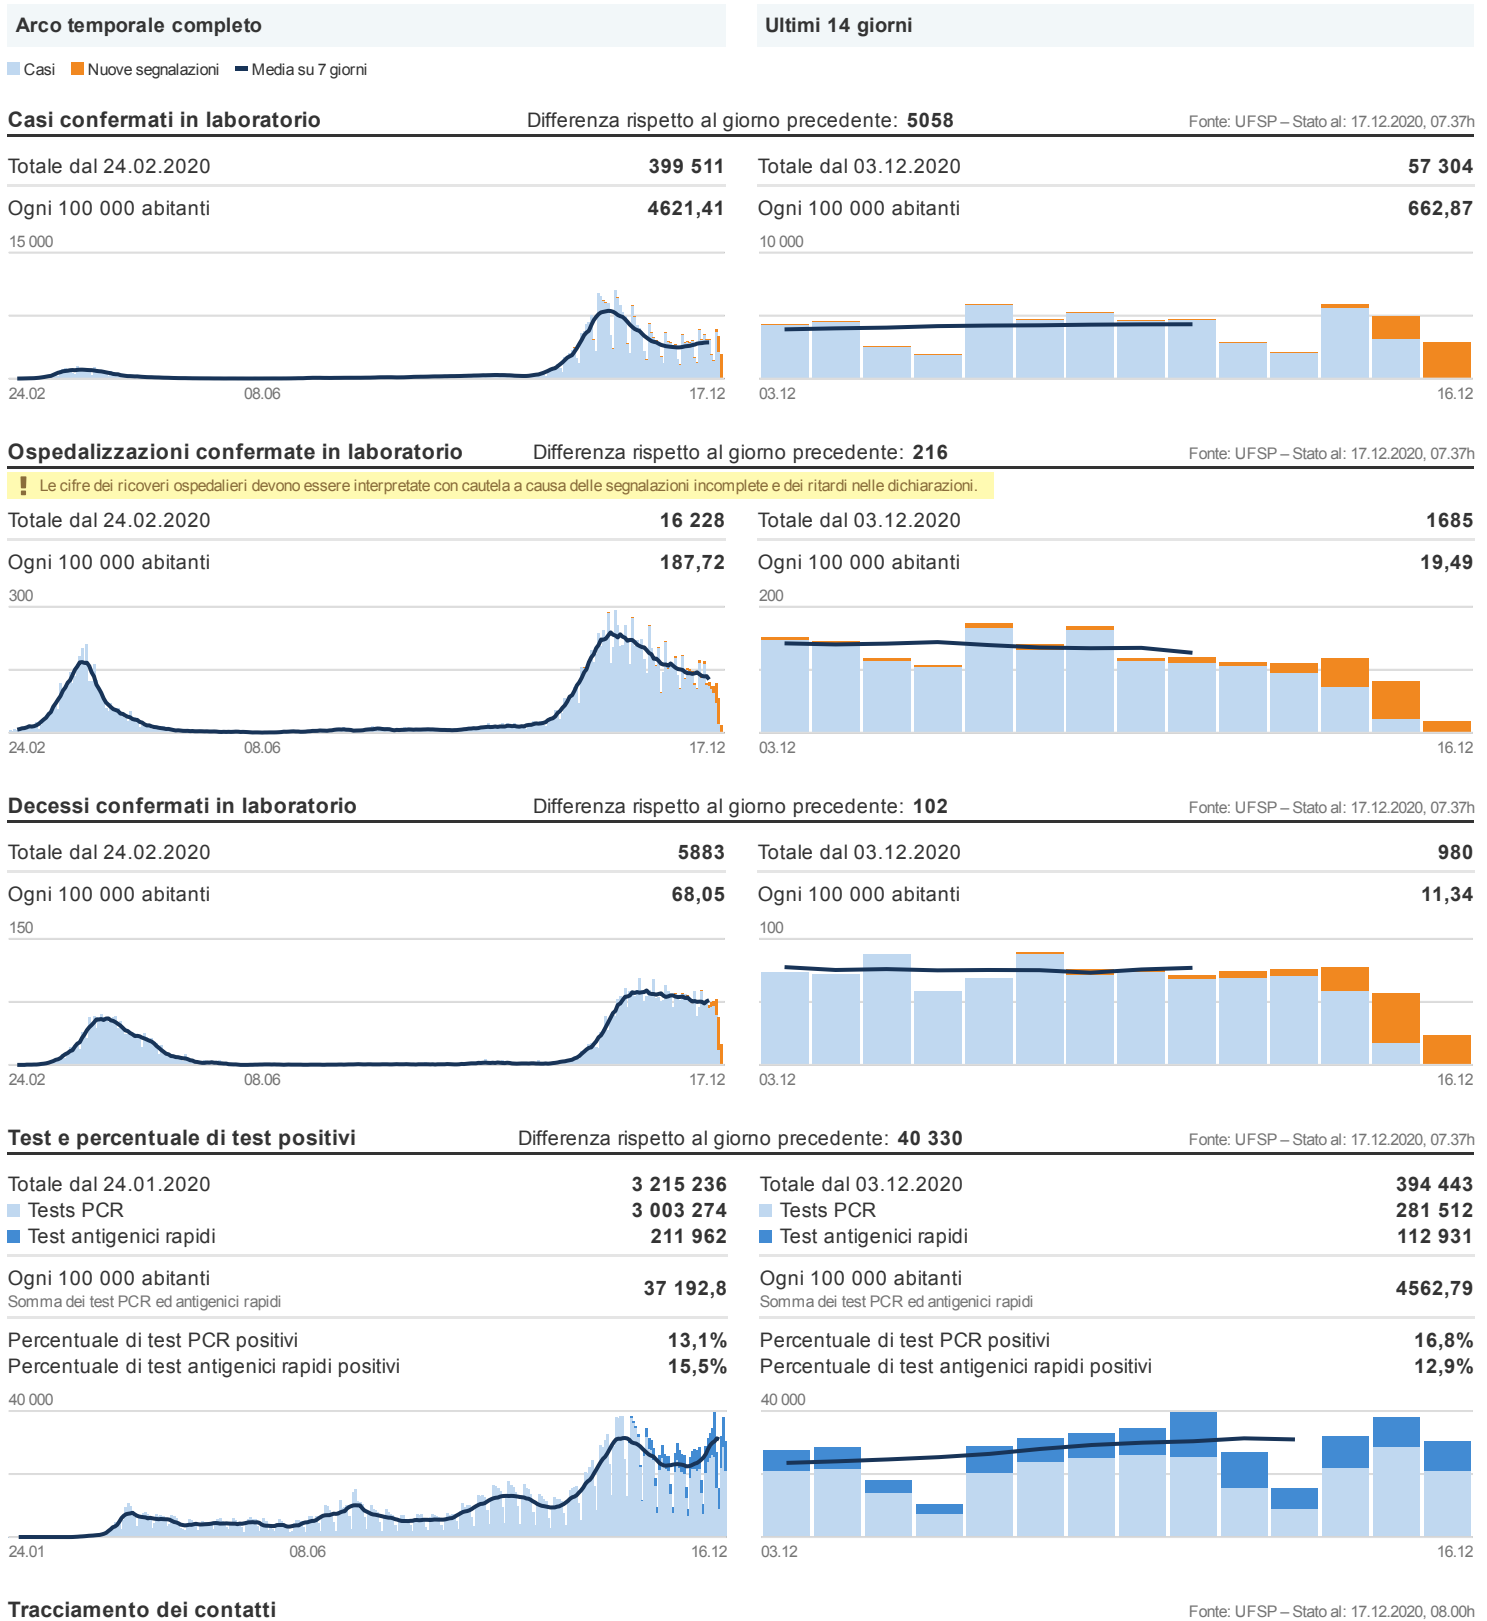 Arco temporale completo
Ultimi 14 giorni
Casi Nuove segnalazioni Media su 7 giorni
Casi confermati in laboratorio Differenza rispetto al giorno precedente: 5058 Fonte: UFSP – Stato al: 17.12.2020, 07.37h
Totale dal 24.02.2020 399 511
Ogni 100 000 abitanti 4621,41
15 000
24.02 08.06 17.12
Totale dal 03.12.2020 57 304
Ogni 100 000 abitanti 662,87
10 000
03.12 16.12
Ospedalizzazioni confermate in laboratorio Differenza rispetto al giorno precedente: 216 Fonte: UFSP – Stato al: 17.12.2020, 07.37h
! Le cifre dei ricoveri ospedalieri devono essere interpretate con cautela a causa delle segnalazioni incomplete e dei ritardi nelle dichiarazioni.
Totale dal 24.02.2020 16 228
Ogni 100 000 abitanti 187,72
300
24.02 08.06 17.12
Totale dal 03.12.2020 1685
Ogni 100 000 abitanti 19,49
200
03.12 16.12
Decessi confermati in laboratorio Differenza rispetto al giorno precedente: 102 Fonte: UFSP – Stato al: 17.12.2020, 07.37h
Totale dal 24.02.2020 5883
Ogni 100 000 abitanti 68,05
150
24.02 08.06 17.12
Totale dal 03.12.2020 980
Ogni 100 000 abitanti 11,34
100
03.12 16.12
Test e percentuale di test positivi Differenza rispetto al giorno precedente: 40 330 Fonte: UFSP – Stato al: 17.12.2020, 07.37h
Totale dal 24.01.2020 3 215 236
Tests PCR 3 003 274
Test antigenici rapidi 211 962
Ogni 100 000 abitanti 37 192,8
Somma dei test PCR ed antigenici rapidi
Percentuale di test PCR positivi 13,1%
Percentuale di test antigenici rapidi positivi 15,5%
40 000
24.01 08.06 16.12
Totale dal 03.12.2020 394 443
Tests PCR 281 512
Test antigenici rapidi 112 931
Ogni 100 000 abitanti 4562,79
Somma dei test PCR ed antigenici rapidi
Percentuale di test PCR positivi 16,8%
Percentuale di test antigenici rapidi positivi 12,9%
40 000
03.12 16.12
Tracciamento dei contatti Fonte: UFSP – Stato al: 17.12.2020, 08.00h